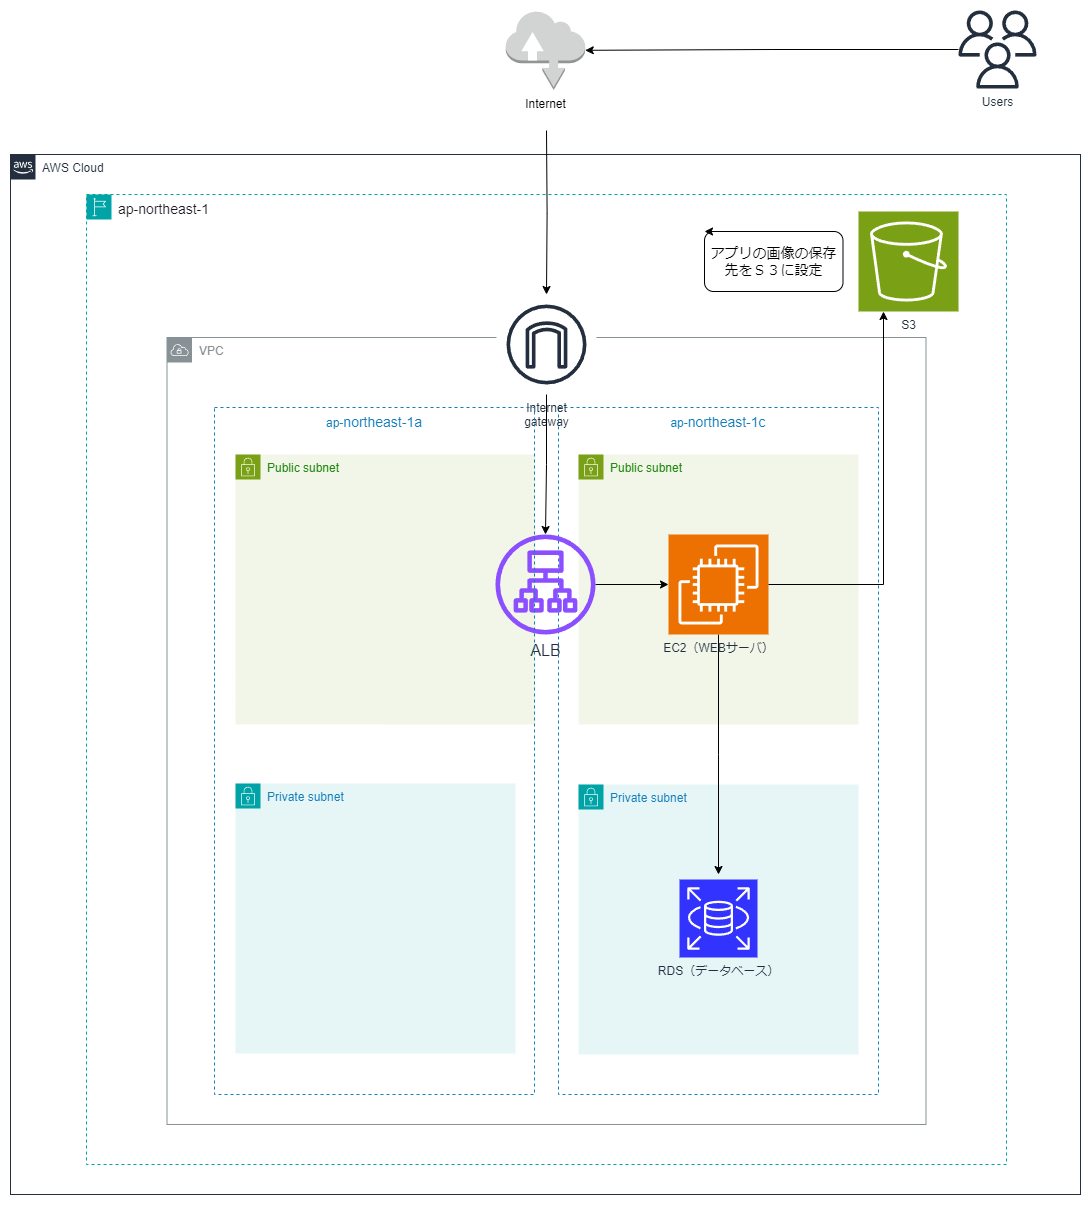 Internet
Users
aws
AWS Cloud
ap-northeast-1
アプリの画像の保存
先をＳ３に設定
S3
VPC
Internet
gateway
ap-northeast-1a
ap-northeast-1c
Public subnet
Public subnet
ALB
EC2（WEBサーバ）
Private subnet
Private subnet
RDS（データベース）